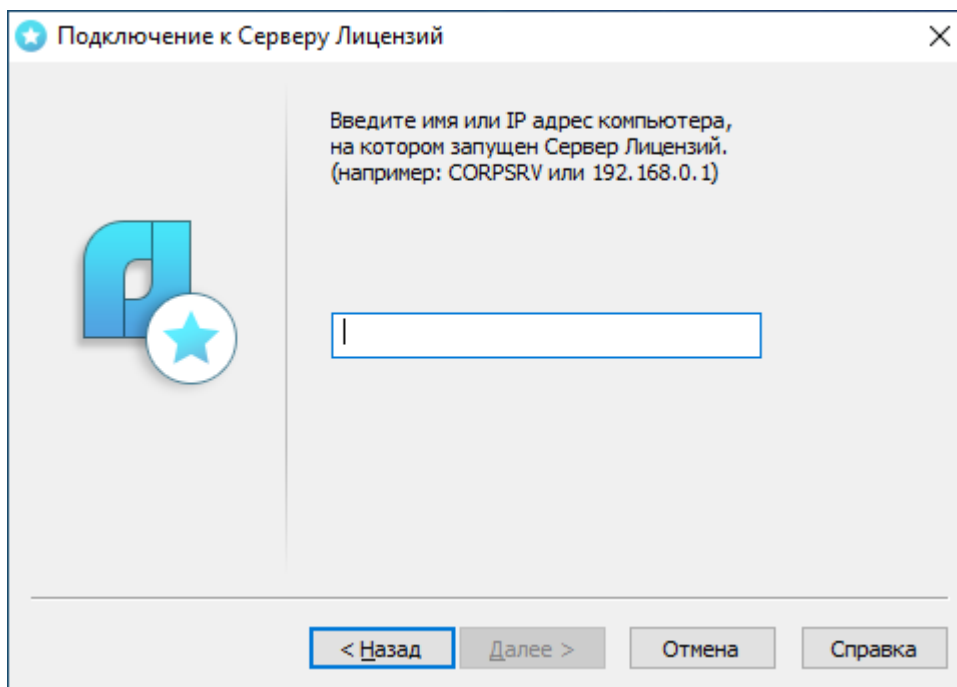 Подключение к Серверу Лицензий
Введите имя или IP адрес компьютера,
на котором запущен Сервер Лицензий.
(например: CORPSRV или 192.168.0.1)
< Назад
Далее >
Отмена
Справка